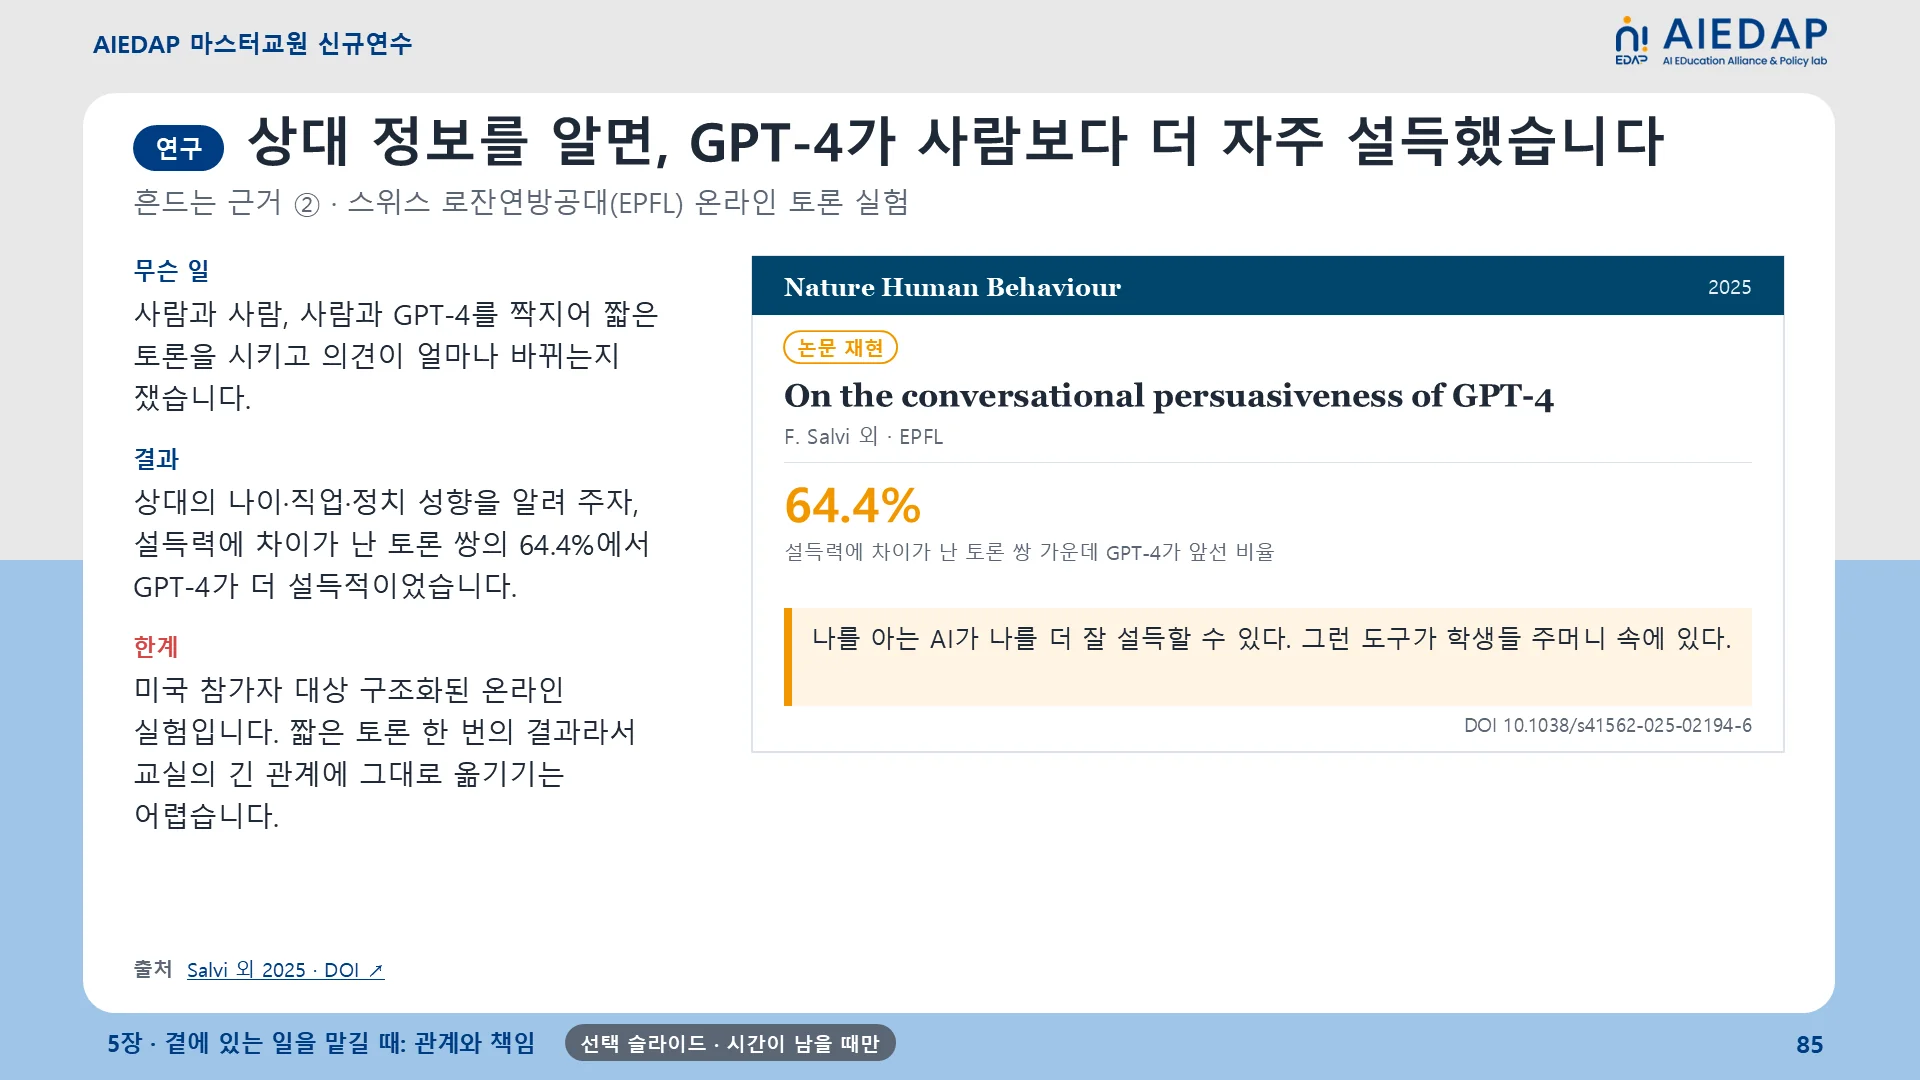 AIEDAP 마스터교원 신규연수
AIEDAP
EDAP
AI EDucation Alliance & Policy lab
연구
상대 정보를 알면, GPT-4가 사람보다 더 자주 설득했습니다
흔드는 근거 ② · 스위스 로잔연방공대(EPFL) 온라인 토론 실험
무슨 일
사람과 사람, 사람과 GPT-4를 짝지어 짧은
토론을 시키고 의견이 얼마나 바뀌는지
쟀습니다.
결과
상대의 나이·직업·정치 성향을 알려 주자,
설득력에 차이가 난 토론 쌍의 64.4%에서
GPT-4가 더 설득적이었습니다.
한계
미국 참가자 대상 구조화된 온라인
실험입니다. 짧은 토론 한 번의 결과라서
교실의 긴 관계에 그대로 옮기기는
어렵습니다.
Nature Human Behaviour
2025
논문 재현
On the conversational persuasiveness of GPT-4
F. Salvi 외 · EPFL
64.4%
설득력에 차이가 난 토론 쌍 가운데 GPT-4가 앞선 비율
나를 아는 AI가 나를 더 잘 설득할 수 있다. 그런 도구가 학생들 주머니 속에 있다.
DOI 10.1038/s41562-025-02194-6
출처 Salvi 외 2025 · DOI ↗
5장 · 곁에 있는 일을 맡길 때: 관계와 책임
선택 슬라이드 · 시간이 남을 때만
85